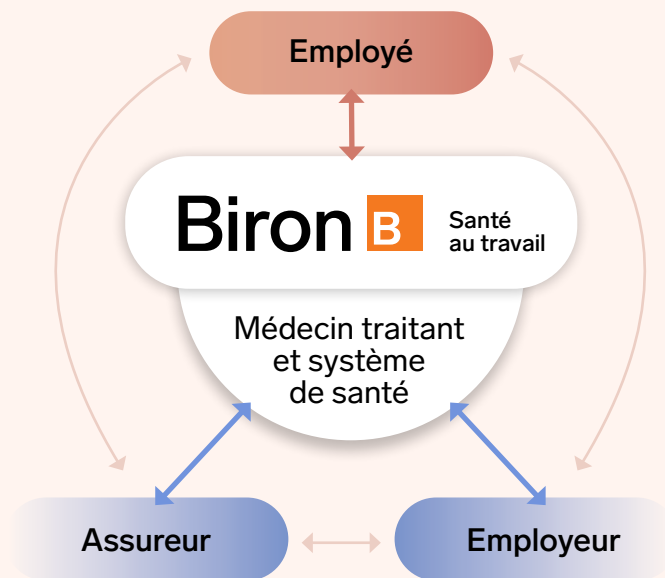 Employé
Biron B Santé
au travail
Médecin traitant
et système
de santé
Assureur
Employeur